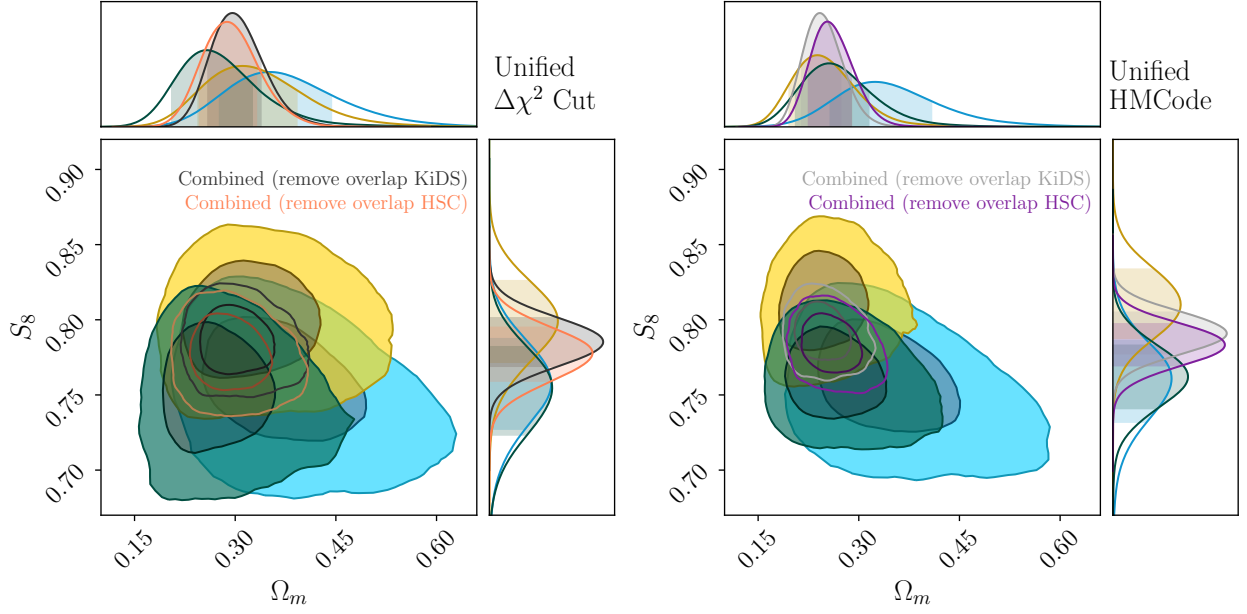 Unified
Δχ² Cut
Combined (remove overlap KiDS)
Combined (remove overlap HSC)
S₈
0.90
0.85
0.80
0.75
0.70
0.15
0.30
0.45
0.60
Ωₘ
Unified
HMCode
Combined (remove overlap KiDS)
Combined (remove overlap HSC)
S₈
0.90
0.85
0.80
0.75
0.70
0.15
0.30
0.45
0.60
Ωₘ